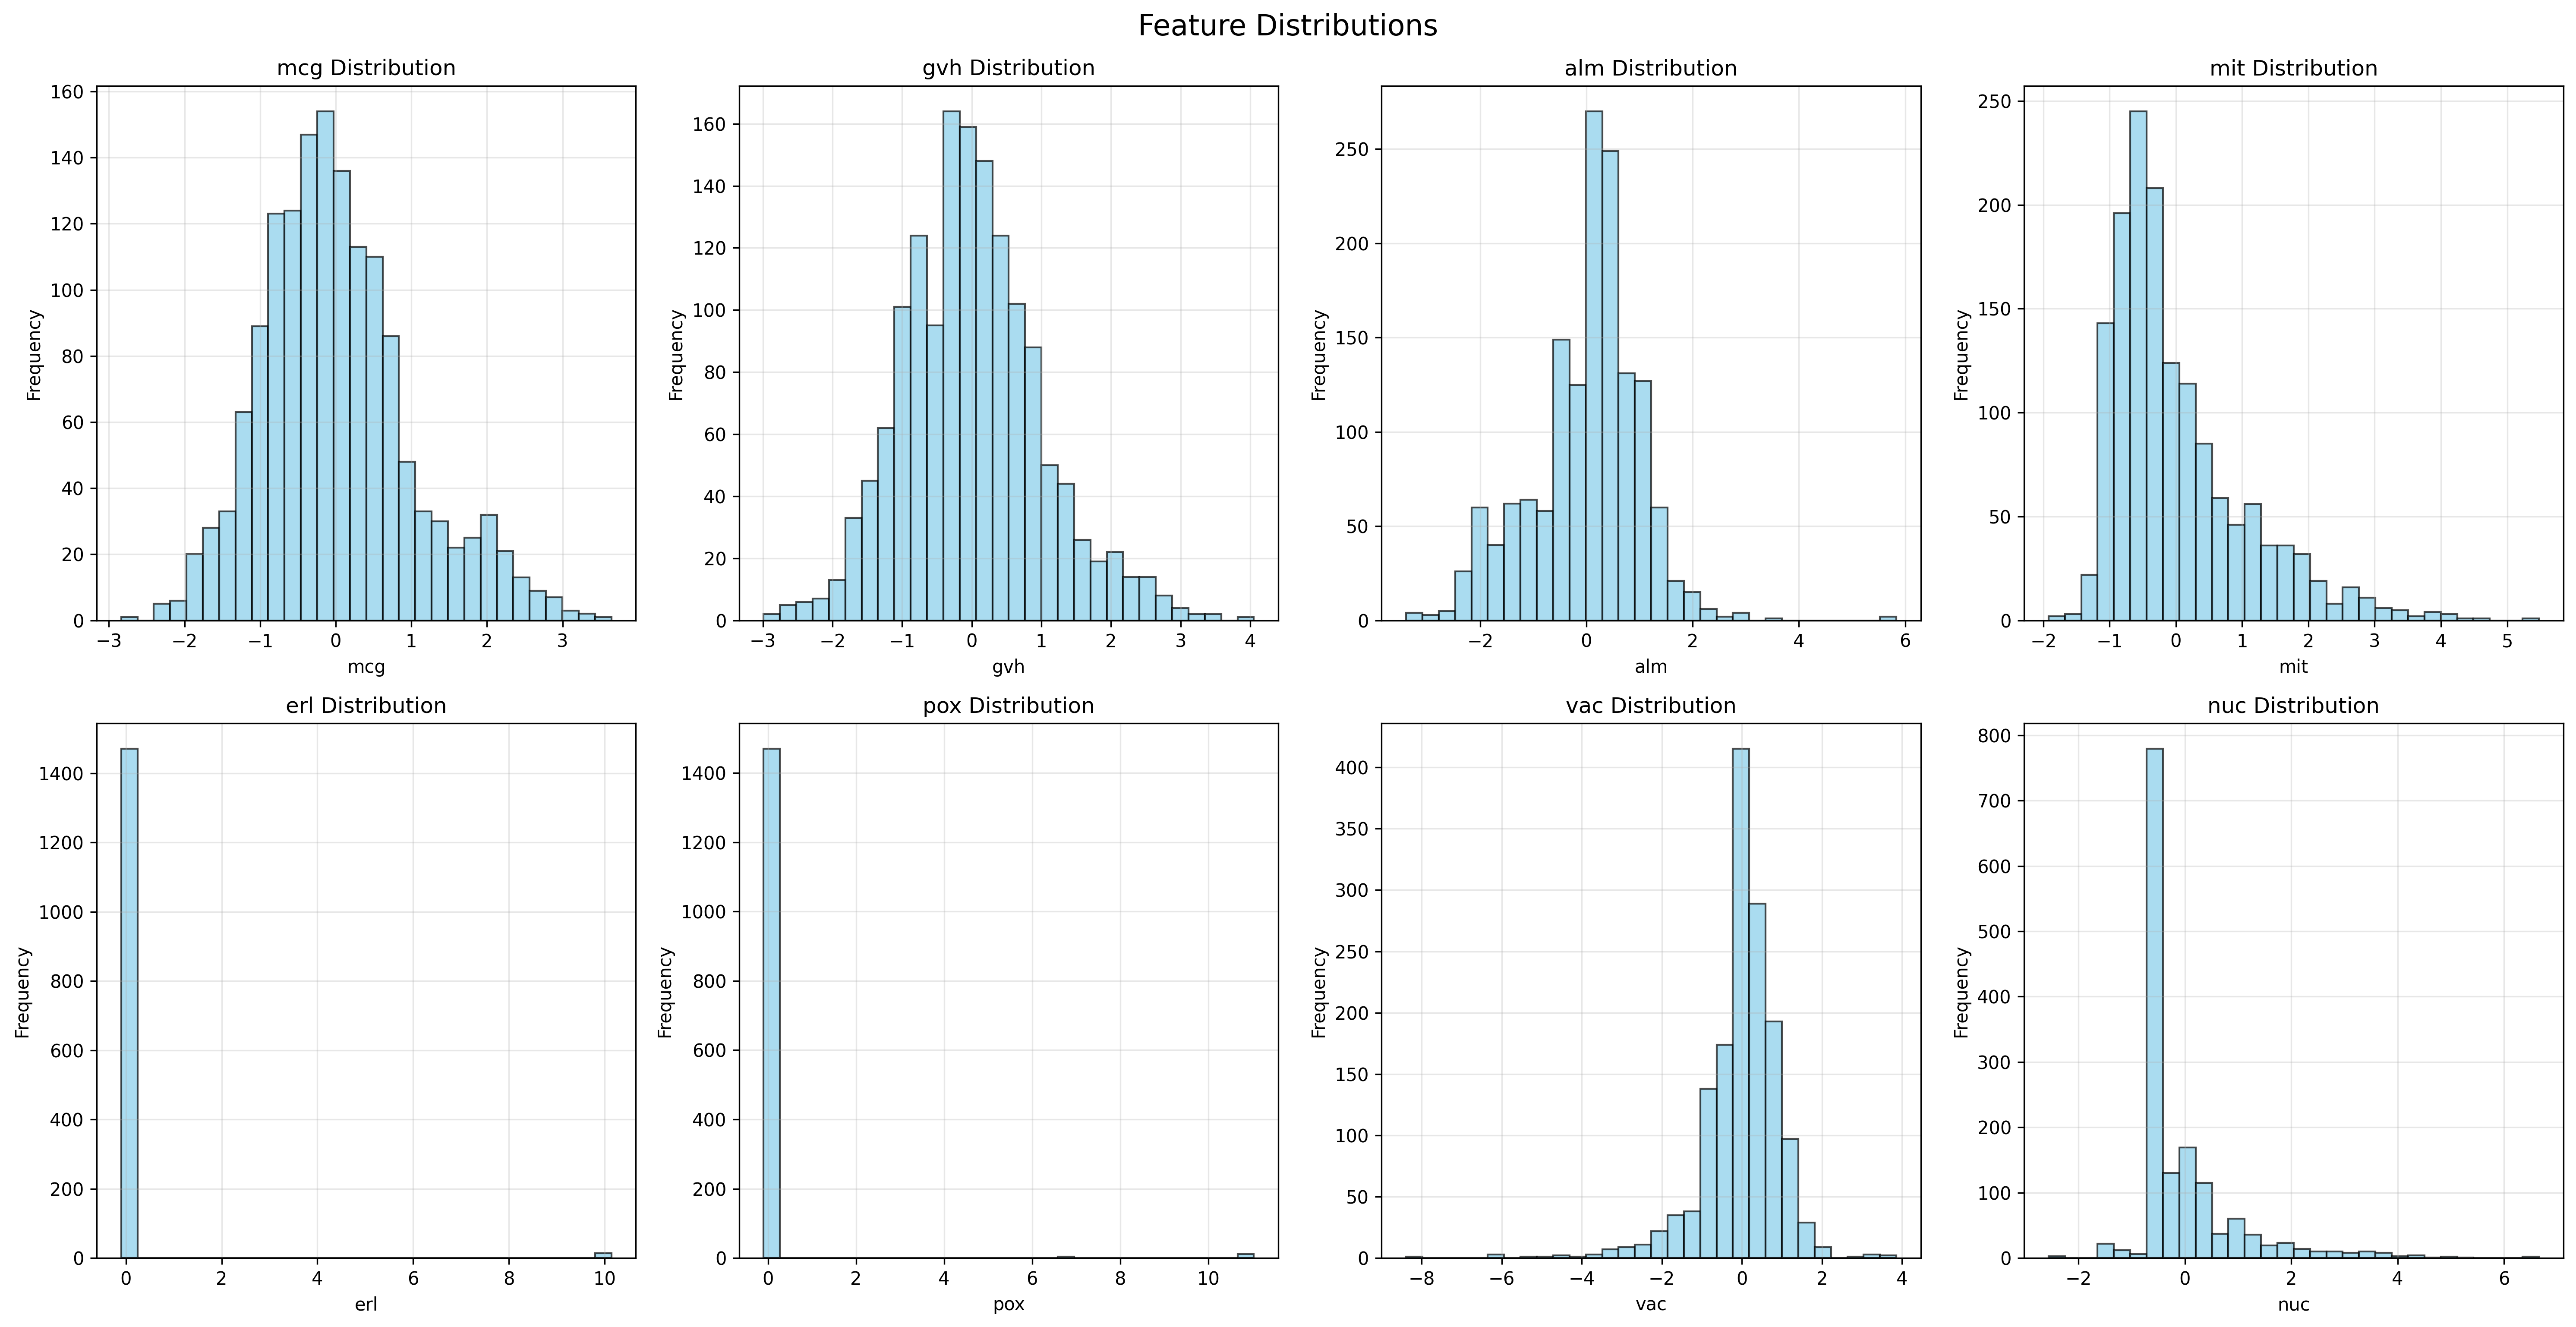 Feature Distributions
mcg Distribution
Frequency
160
140
120
100
80
60
40
20
0
−3 −2 −1 0 1 2 3
mcg
gvh Distribution
Frequency
160
140
120
100
80
60
40
20
0
−3 −2 −1 0 1 2 3 4
gvh
alm Distribution
Frequency
250
200
150
100
50
0
−2 0 2 4 6
alm
mit Distribution
Frequency
250
200
150
100
50
0
−2 −1 0 1 2 3 4 5
mit
erl Distribution
Frequency
1400
1200
1000
800
600
400
200
0
0 2 4 6 8 10
erl
pox Distribution
Frequency
1400
1200
1000
800
600
400
200
0
0 2 4 6 8 10
pox
vac Distribution
Frequency
400
350
300
250
200
150
100
50
0
−8 −6 −4 −2 0 2 4
vac
nuc Distribution
Frequency
800
700
600
500
400
300
200
100
0
−2 0 2 4 6
nuc